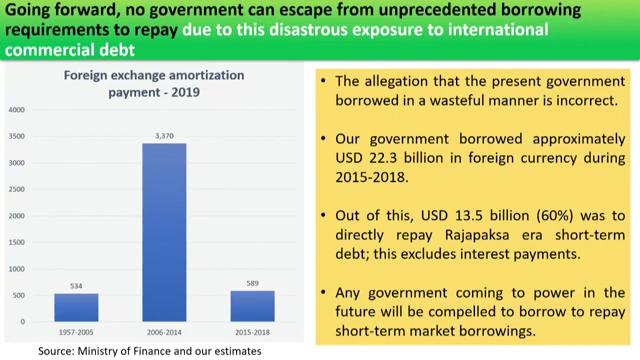 Going forward, no government can escape from unprecedented borrowing
requirements to repay due to this disastrous exposure to international
commercial debt
Foreign exchange amortization
payment - 2019
4000
3500
3000
2500
2000
1500
1000
500
0
534
3,370
589
1957-2005
2006-2014
2015-2018
Source: Ministry of Finance and our estimates
• The allegation that the present government
borrowed in a wasteful manner is incorrect.
• Our government borrowed approximately
USD 22.3 billion in foreign currency during
2015-2018.
• Out of this, USD 13.5 billion (60%) was to
directly repay Rajapaksa era short-term
debt; this excludes interest payments.
• Any government coming to power in the
future will be compelled to borrow to repay
short-term market borrowings.